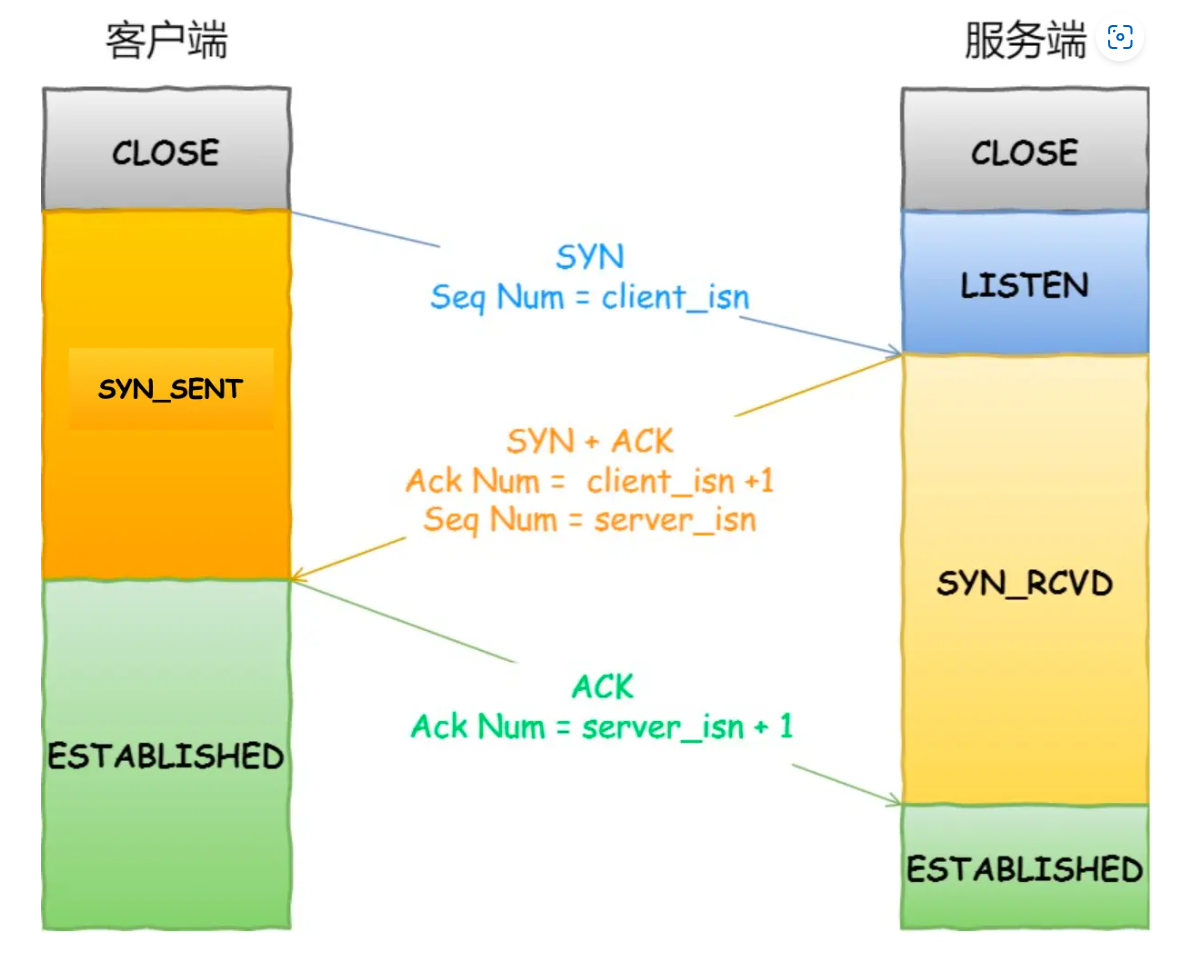 客户端
服务端
CLOSE
CLOSE
SYN
Seq Num = client_isn
LISTEN
SYN_SENT
SYN + ACK
Ack Num =  client_isn +1
Seq Num = server_isn
SYN_RCVD
ACK
Ack Num = server_isn + 1
ESTABLISHED
ESTABLISHED